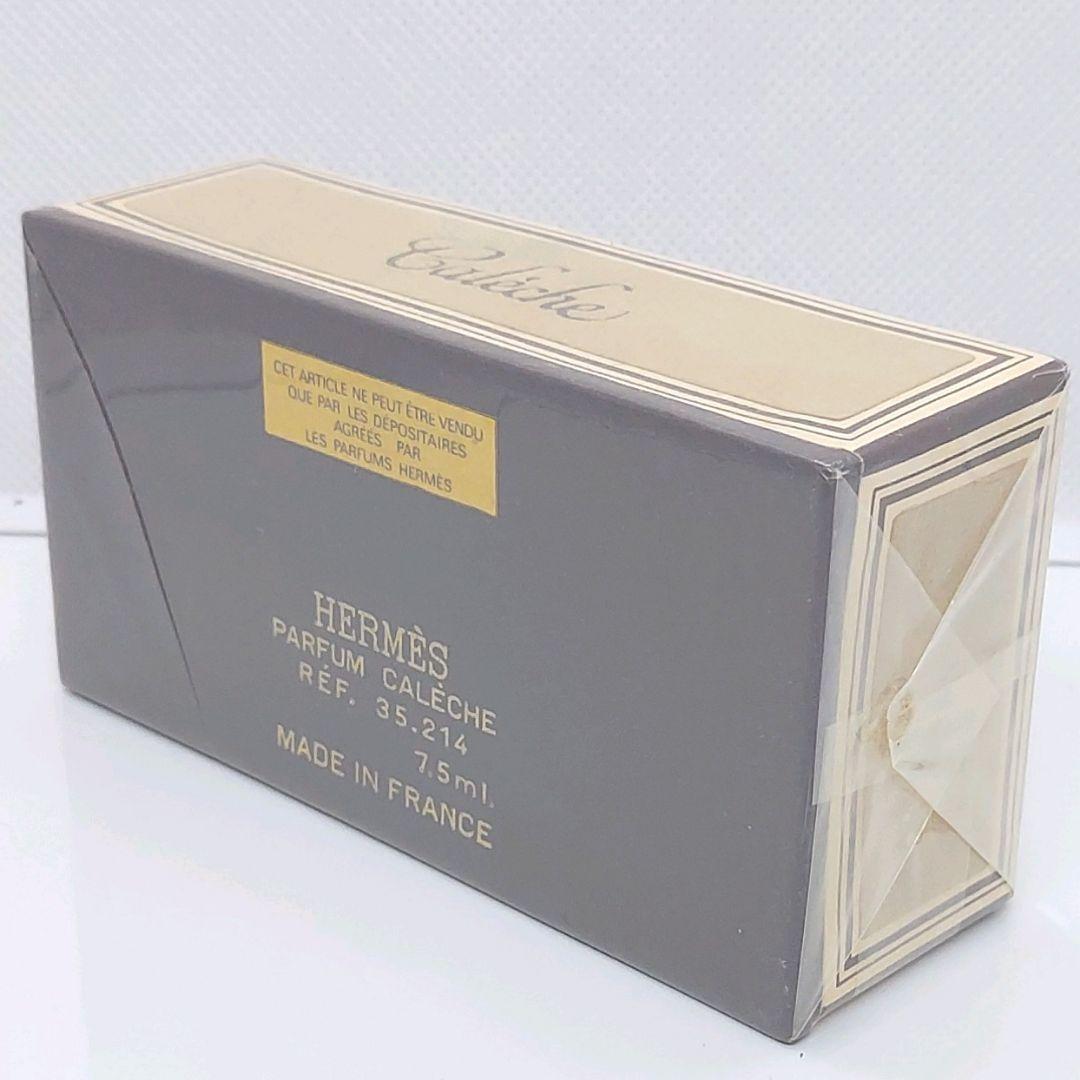 Calèche
CET ARTICLE NE PEUT ÊTRE VENDU
QUE PAR LES DÉPOSITAIRES
AGRÉÉS PAR
LES PARFUMS HERMÈS
HERMÈS
PARFUM CALÈCHE
RÉF. 35.214
7,5ml.
MADE IN FRANCE